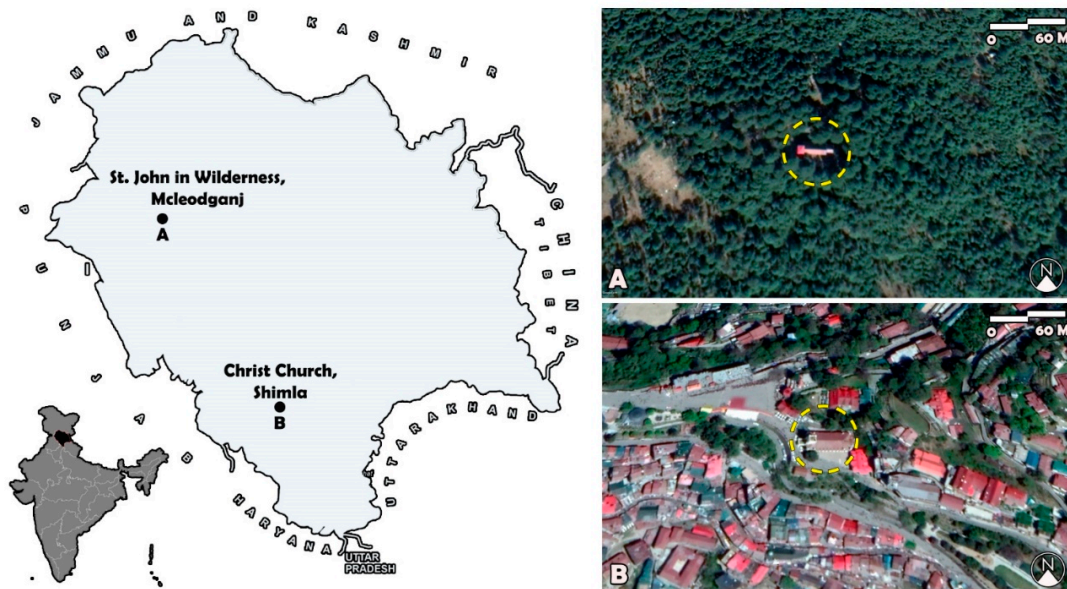 JAMMU AND KASHMIR
PUNJAB
CHINA
(TIBET)
St. John in Wilderness,
Mcleodganj
A
Christ Church,
Shimla
B
UTTARAKHAND
HARYANA
UTTAR
PRADESH
0 60 M
A
N
0 60 M
B
N